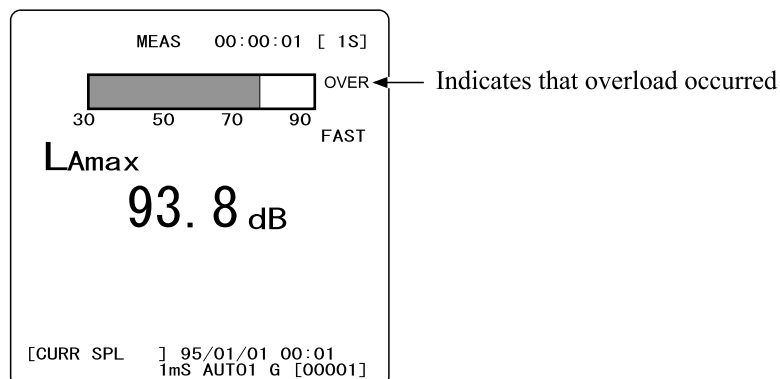 MEAS 00:00:01 [ 1S]
OVER
Indicates that overload occurred
30 50 70 90
FAST
LAmax
93.8 dB
[CURR SPL ] 95/01/01 00:01
1mS AUTO1 G [00001]